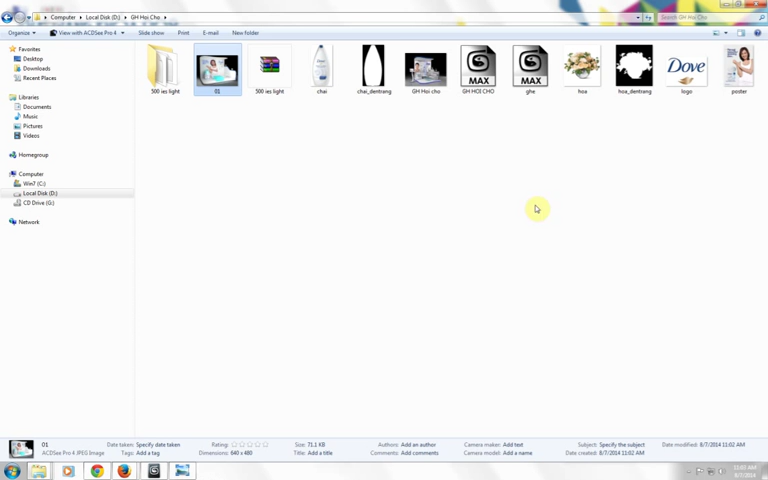 Computer ▸ Local Disk (D:) ▸ GH Hoi Cho ▸
Search GH Hoi Cho
Organize
View with ACDSee Pro 4
Slide show
Print
E-mail
New folder
Favorites
Desktop
Downloads
Recent Places
Libraries
Documents
Music
Pictures
Videos
Homegroup
Computer
Win7 (C:)
Local Disk (D:)
CD Drive (G:)
Network
MAX
MAX
Dove
500 ies light
01
500 ies light
chai
chai_dentrang
GH Hoi cho
GH HOI CHO
ghe
hoa
hoa_dentrang
logo
poster
01
ACDSee Pro 4 JPEG Image
Date taken: Specify date taken
Tags: Add a tag
Rating:
Dimensions: 640 x 480
Size: 71.1 KB
Title: Add a title
Authors: Add an author
Comments: Add comments
Camera maker: Add text
Camera model: Add a name
Subject: Specify the subject
Date created: 8/7/2014 11:02 AM
Date modified: 8/7/2014 11:02 AM
8/7/2014